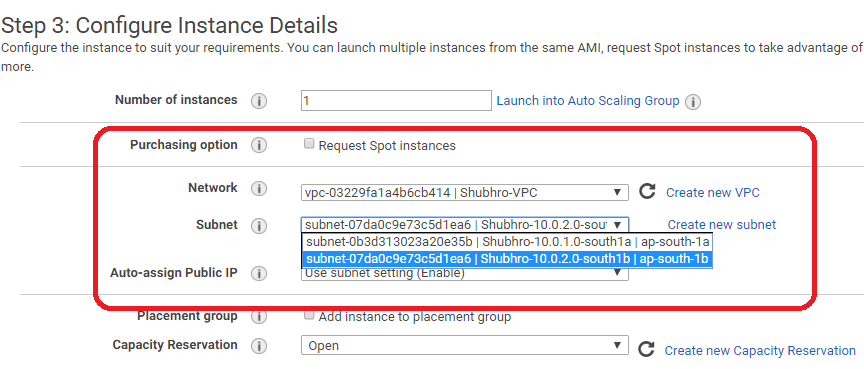 Step 3: Configure Instance Details
Configure the instance to suit your requirements. You can launch multiple instances from the same AMI, request Spot instances to take advantage of
more.
Number of instances i 1 Launch into Auto Scaling Group i
Purchasing option i Request Spot instances
Network i vpc-03229fa1a4b6cb414 | Shubhro-VPC Create new VPC
Subnet i subnet-07da0c9e73c5d1ea6 | Shubhro-10.0.2.0-sout Create new subnet
subnet-0b3d313023a20e35b | Shubhro-10.0.1.0-south1a | ap-south-1a
subnet-07da0c9e73c5d1ea6 | Shubhro-10.0.2.0-south1b | ap-south-1b
Auto-assign Public IP i Use subnet setting (Enable)
Placement group i Add instance to placement group
Capacity Reservation i Open Create new Capacity Reservation